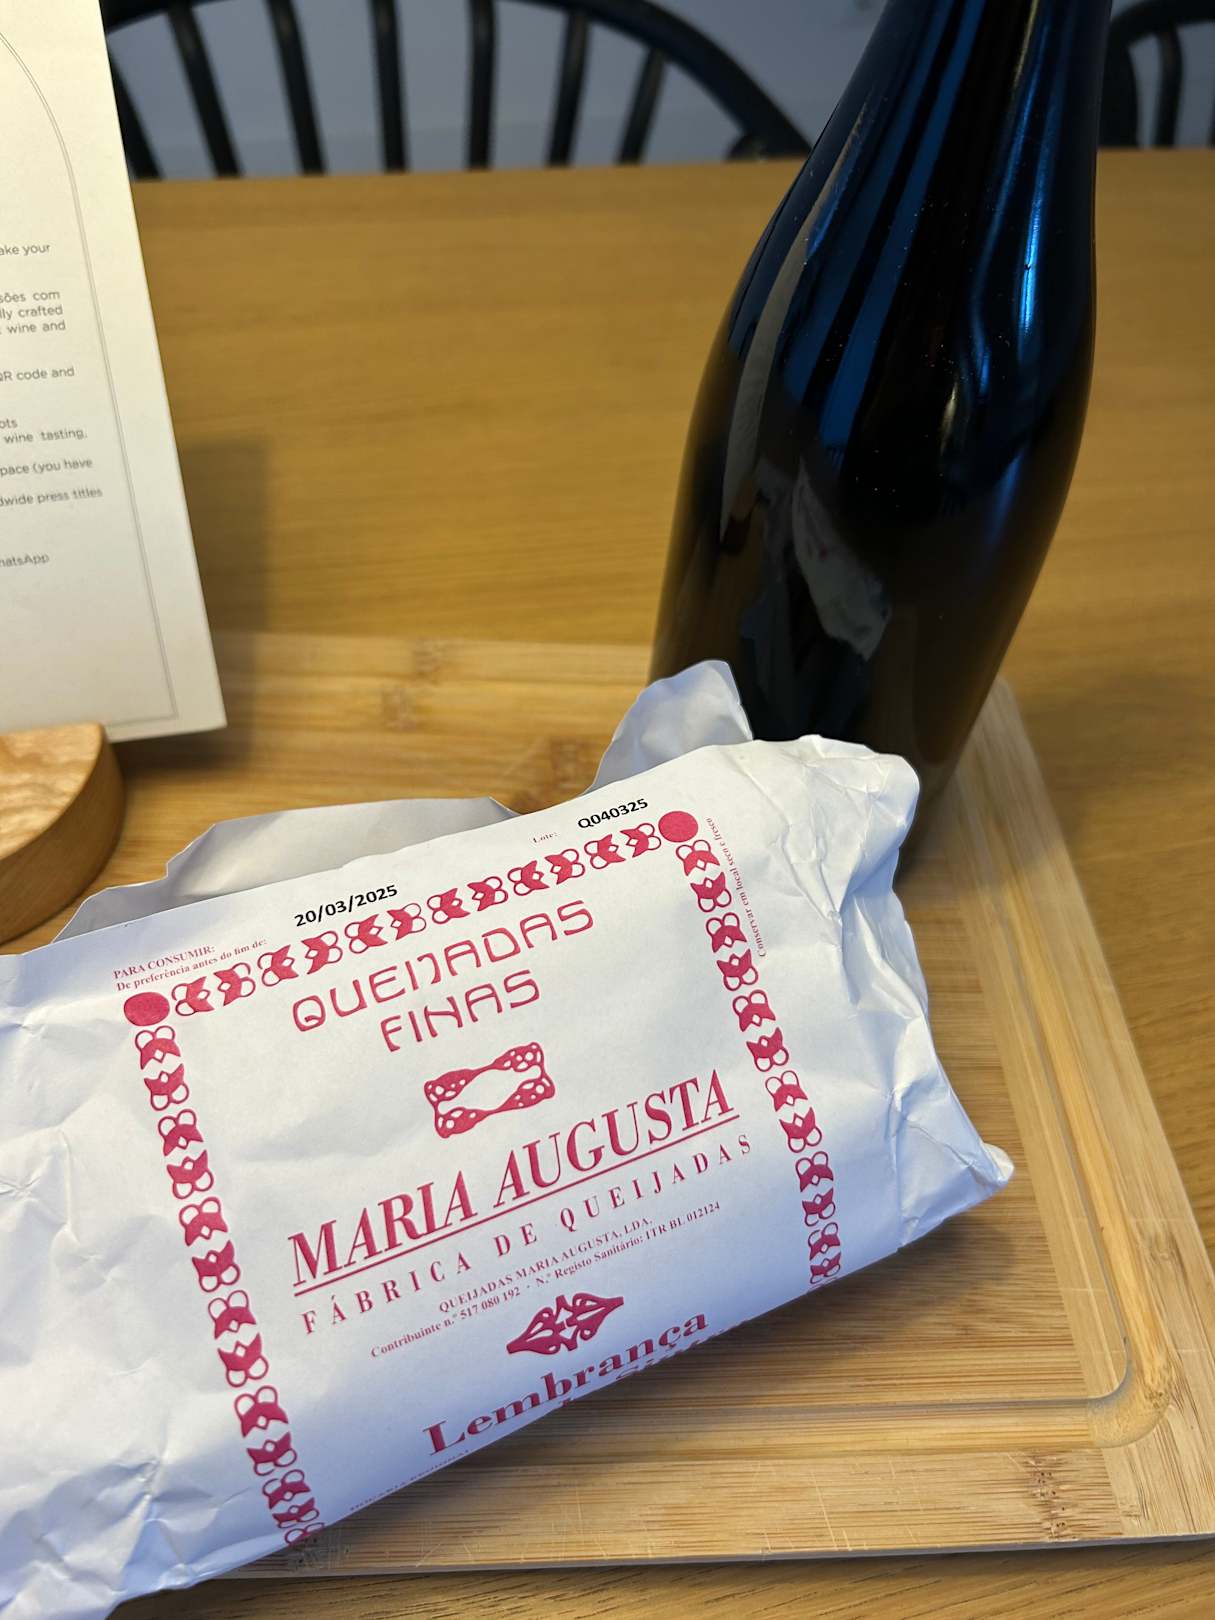 ake your
sões com
lly crafted
wine and
QR code and
ots
wine tasting,
pace (you have
dwide press titles
hatsApp
Lote: Q040325
20/03/2025
PARA CONSUMIR:
De preferência antes do fim de:
Conservar em local seco e fresco
QUEIJADAS
FINAS
MARIA AUGUSTA
FÁBRICA DE QUEIJADAS
QUEIJADAS MARIA AUGUSTA, LDA.
Contribuinte n.º 517 080 192 - N.º Registo Sanitário: ITR BL 012124
Lembrança